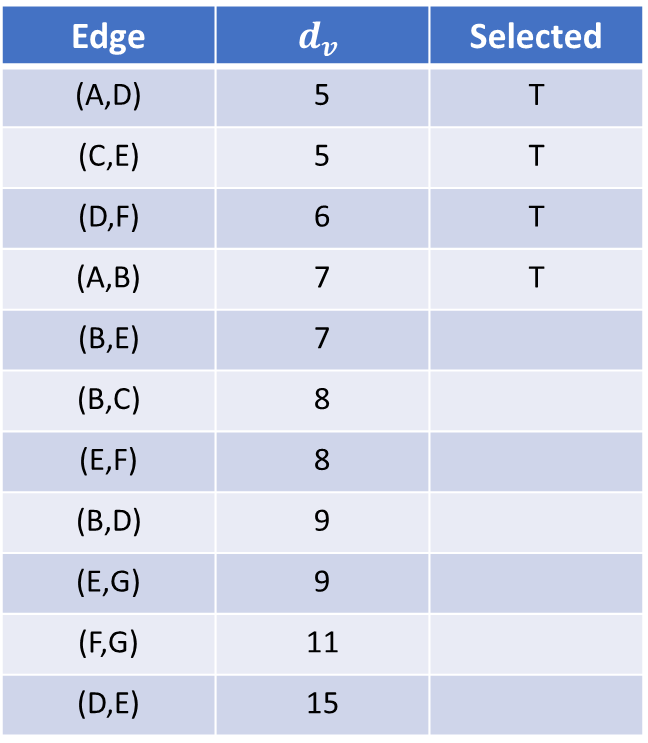 Edge d_v Selected
(A,D) 5 T
(C,E) 5 T
(D,F) 6 T
(A,B) 7 T
(B,E) 7
(B,C) 8
(E,F) 8
(B,D) 9
(E,G) 9
(F,G) 11
(D,E) 15